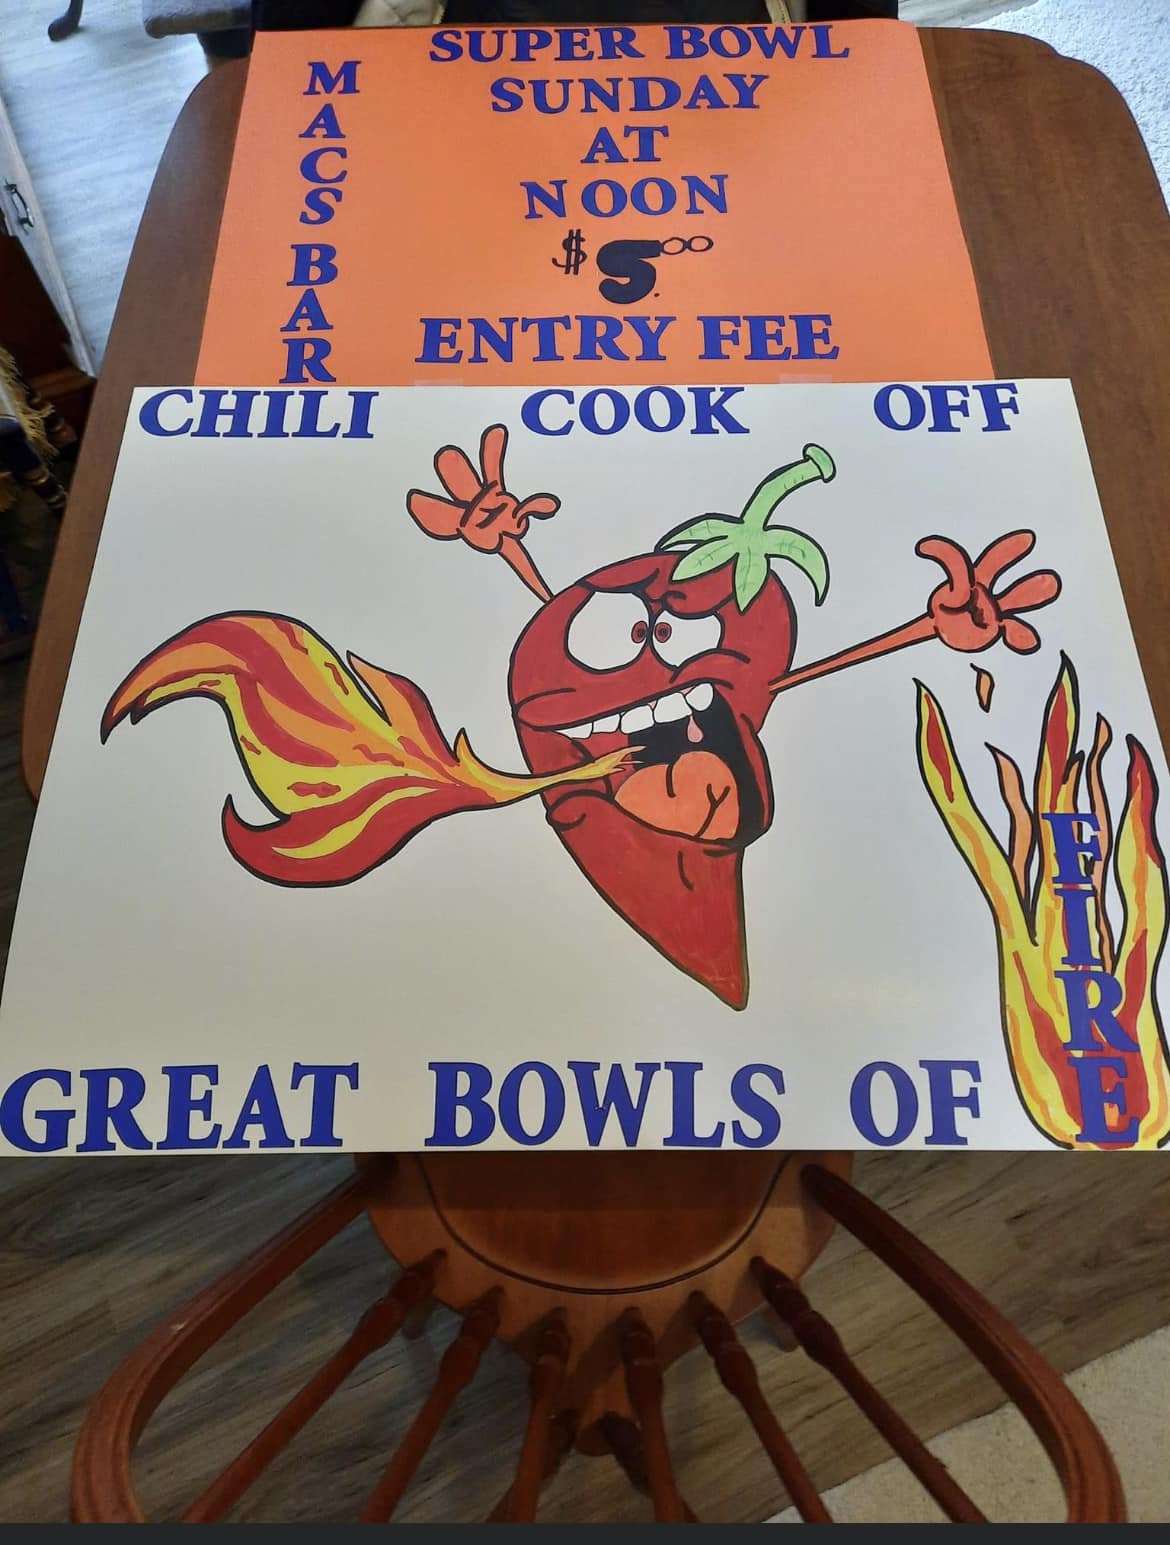 MACS BAR
SUPER BOWL
SUNDAY
AT
NOON
$5.00
ENTRY FEE
CHILI COOK OFF
GREAT BOWLS OF FIRE